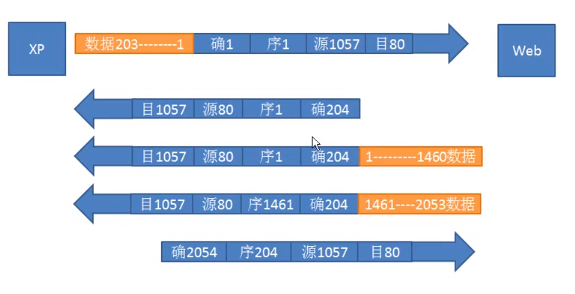 XP 数据203--------1 确1 序1 源1057 目80 Web
目1057 源80 序1 确204
目1057 源80 序1 确204 1---------1460数据
目1057 源80 序1461 确204 1461----2053数据
确2054 序204 源1057 目80